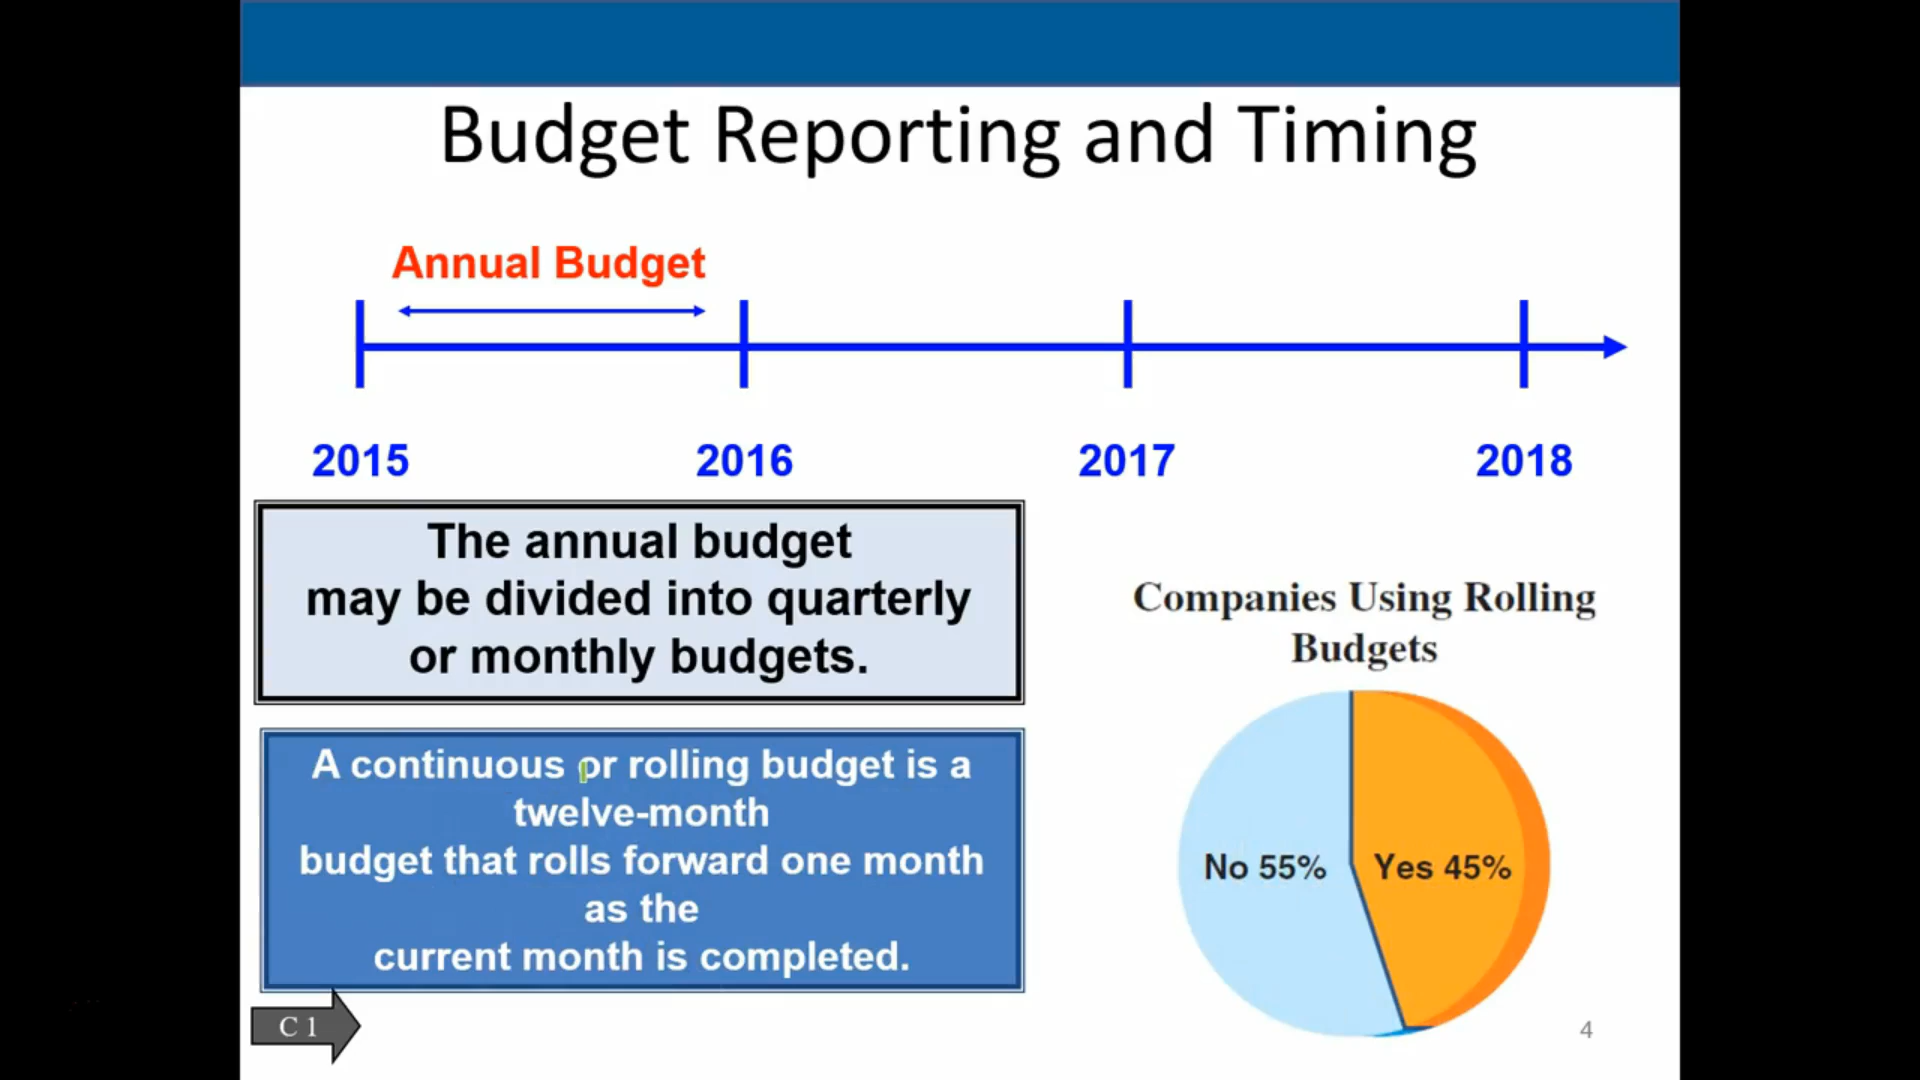 Budget Reporting and Timing
Annual Budget
2015 2016 2017 2018
The annual budget
may be divided into quarterly
or monthly budgets.
A continuous or rolling budget is a
twelve-month
budget that rolls forward one month
as the
current month is completed.
Companies Using Rolling
Budgets
No 55% Yes 45%
C 1
4